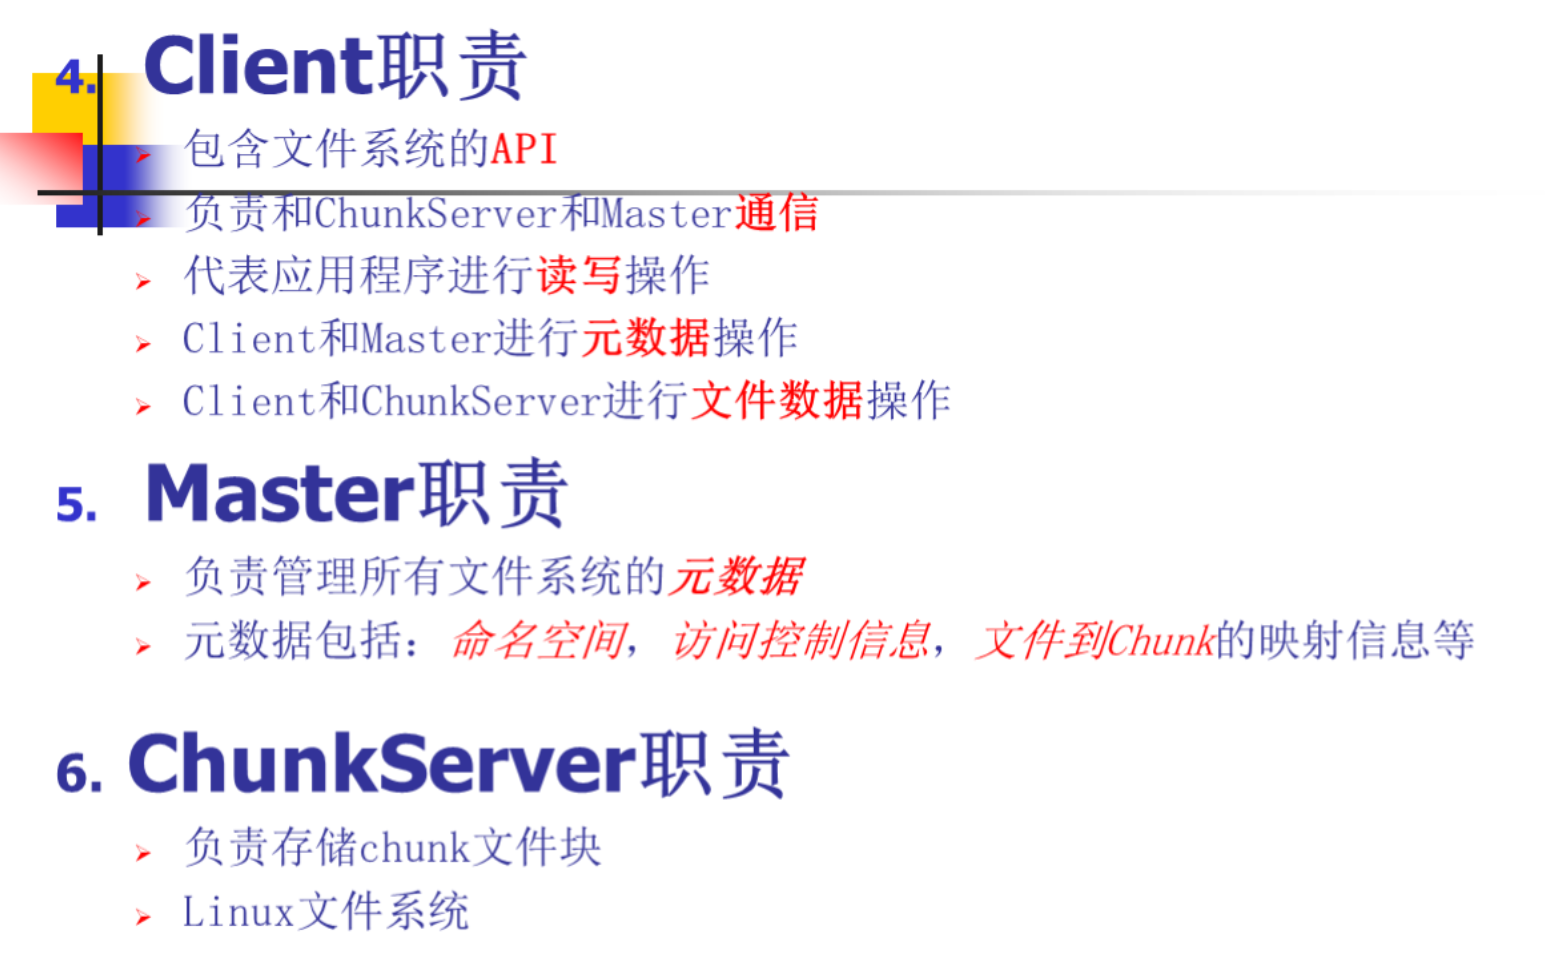 4. Client职责
包含文件系统的API
负责和ChunkServer和Master通信
代表应用程序进行读写操作
Client和Master进行元数据操作
Client和ChunkServer进行文件数据操作
5. Master职责
负责管理所有文件系统的元数据
元数据包括：命名空间，访问控制信息，文件到Chunk的映射信息等
6. ChunkServer职责
负责存储chunk文件块
Linux文件系统